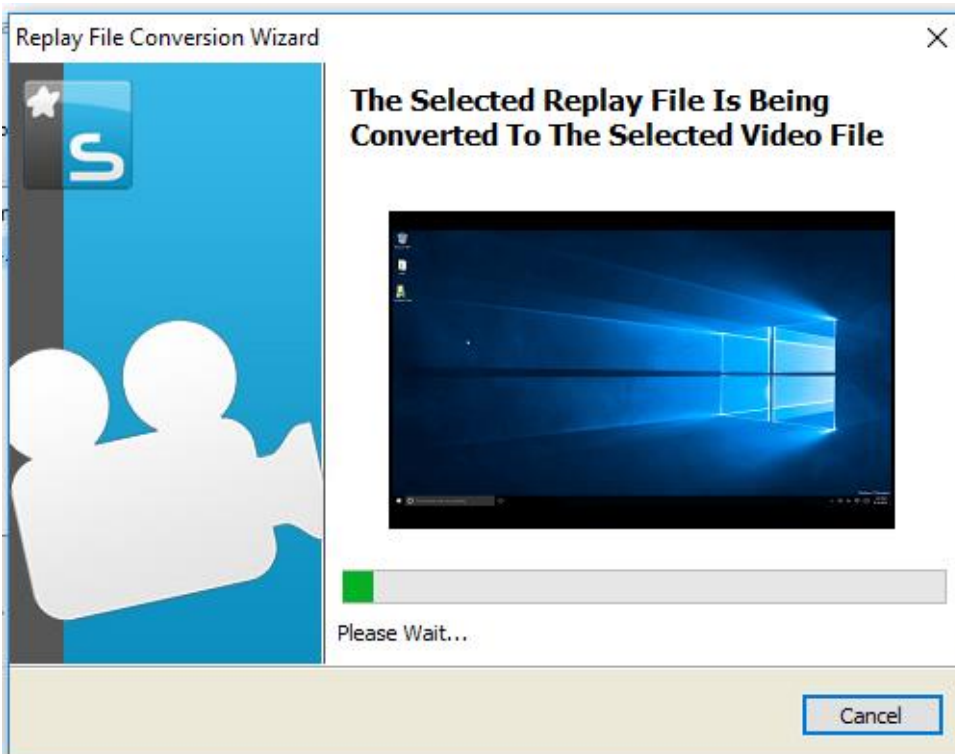 Replay File Conversion Wizard
S
The Selected Replay File Is Being
Converted To The Selected Video File
Please Wait...
Cancel